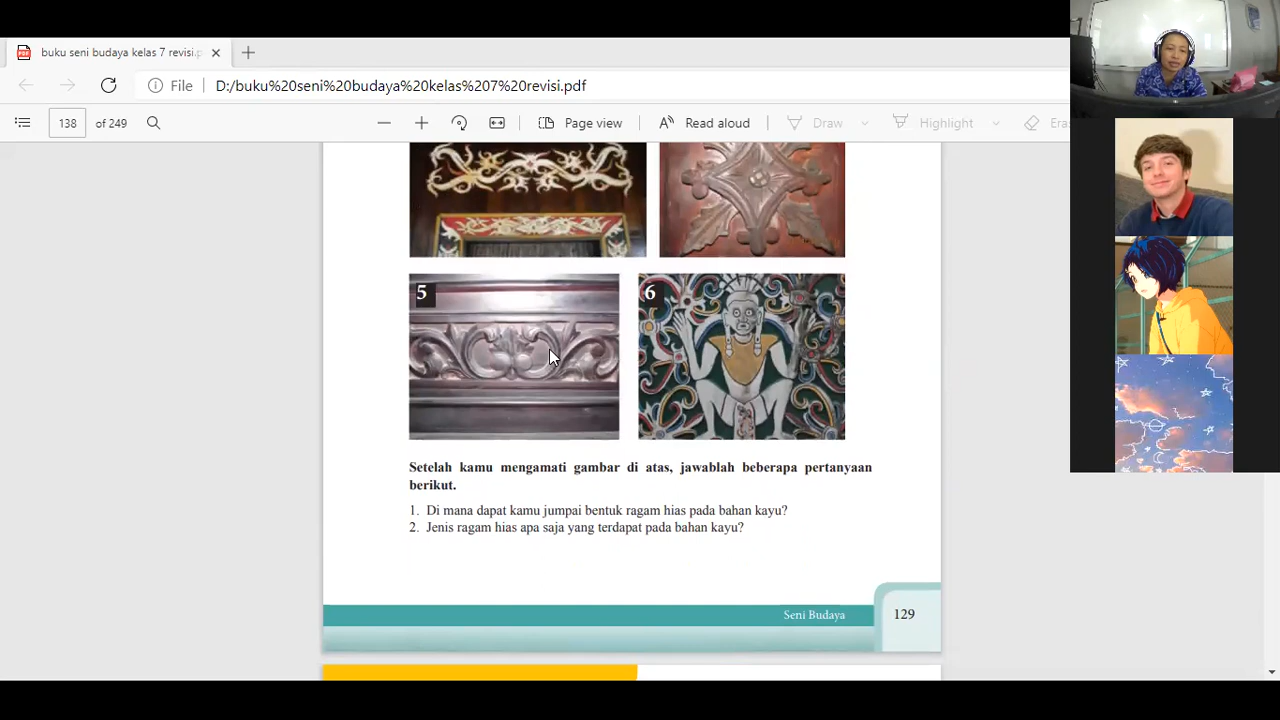 buku seni budaya kelas 7 revisi.p
File
D:/buku%20seni%20budaya%20kelas%207%20revisi.pdf
138 of 249
Page view
Read aloud
Draw
Highlight
Era
5
6
Setelah kamu mengamati gambar di atas, jawablah beberapa pertanyaan
berikut.
1. Di mana dapat kamu jumpai bentuk ragam hias pada bahan kayu?
2. Jenis ragam hias apa saja yang terdapat pada bahan kayu?
Seni Budaya
129